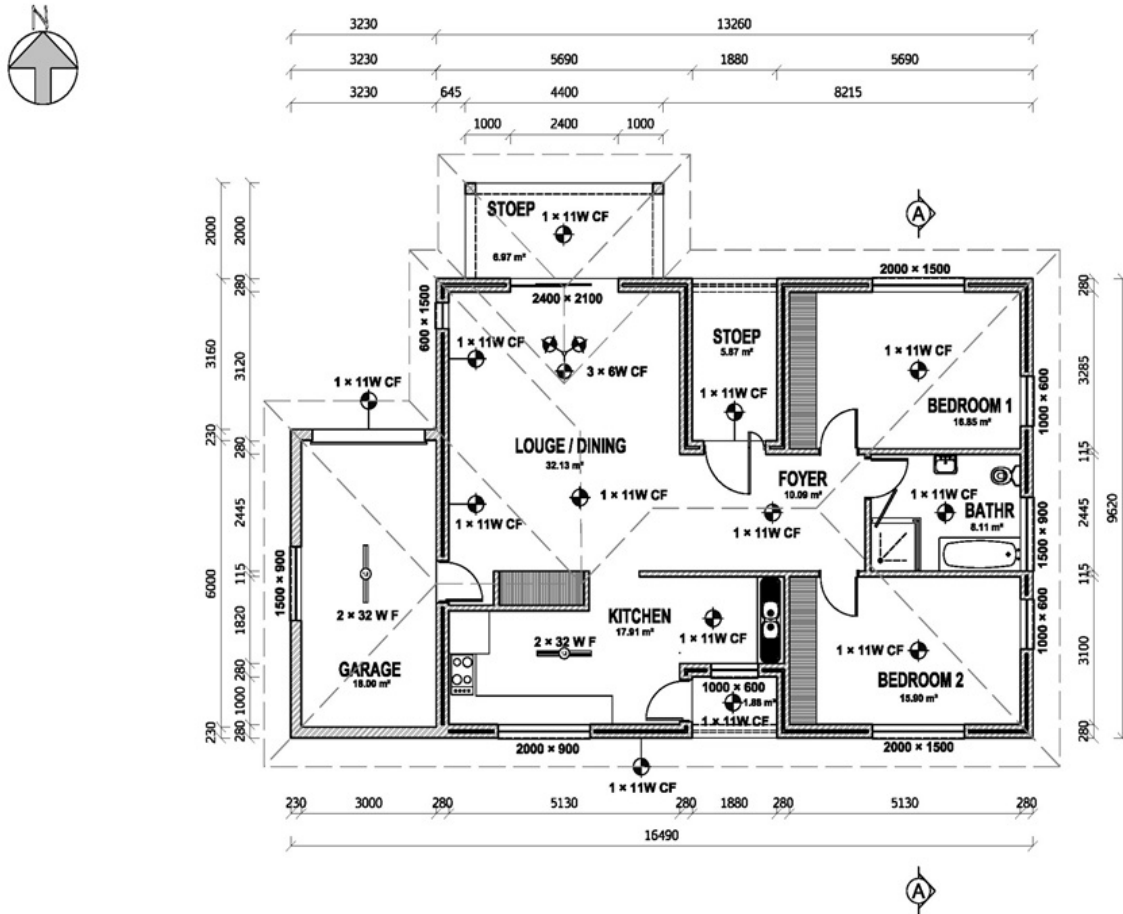 N
3230 13260
3230 5690 1880 5690
3230 645 4400 8215
1000 2400 1000
A
2000 2000
STOEP
1 × 11W CF
6.97 m²
2000 × 1500
280 280
2400 × 2100
600 × 1500
STOEP
5.87 m²
1 × 11W CF
3 × 6W CF
1 × 11W CF
1 × 11W CF
3160 3120
3285
1000 × 600
1 × 11W CF
BEDROOM 1
16.85 m²
230 280
115
LOUGE / DINING
32.13 m²
FOYER
10.09 m²
1 × 11W CF
1 × 11W CF
1 × 11W CF
1 × 11W CF
BATHR
8.11 m²
2445
2445
1500 × 900
9620
6000
115
115
1500 × 900
2 × 32 W F
KITCHEN
17.91 m²
1 × 11W CF
1820
1000 × 600
2 × 32 W F
1 × 11W CF
3100
GARAGE
18.00 m²
280
BEDROOM 2
15.90 m²
1000 × 600
1.88 m²
1000
1 × 11W CF
230 280
280
2000 × 900
2000 × 1500
1 × 11W CF
230 3000 280 5130 280 1880 280 5130 280
16490
A